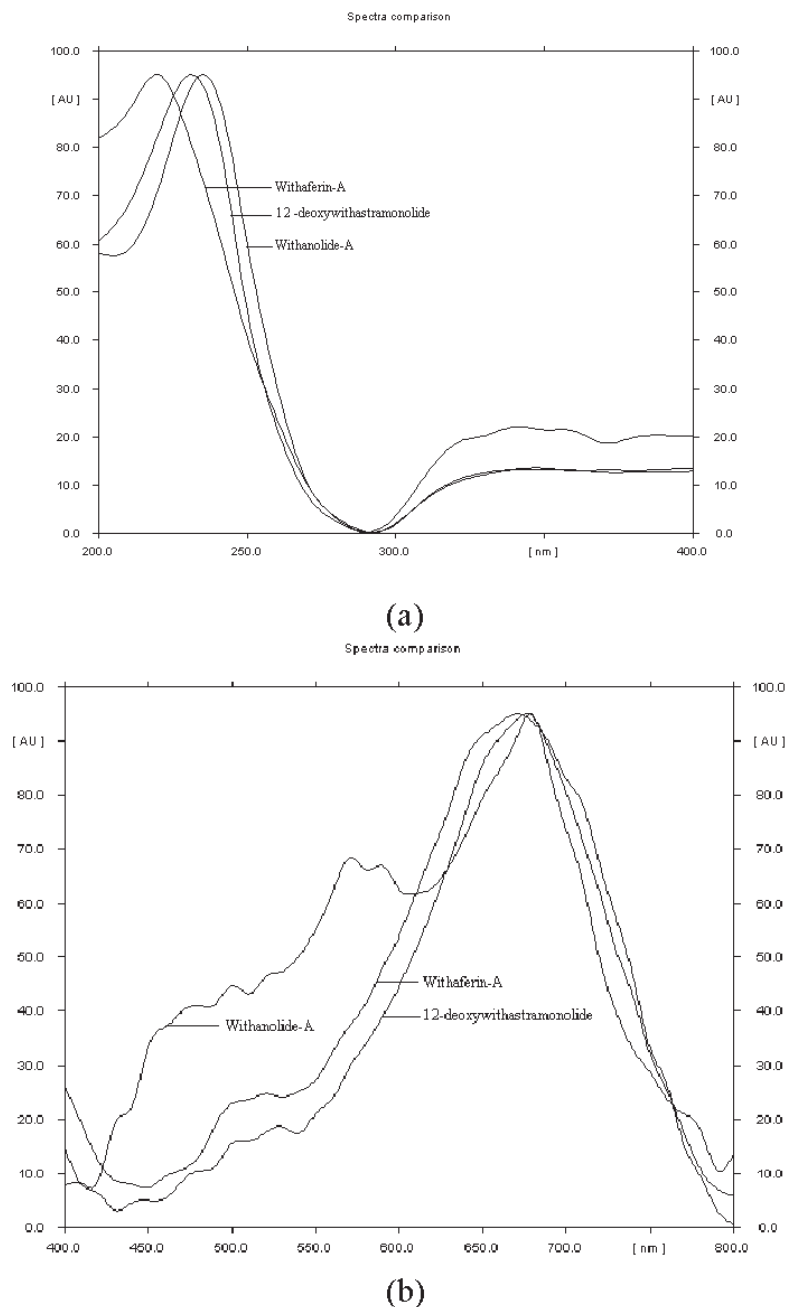 Spectra comparison
100.0 100.0
[ AU ] [ AU ]
80.0 80.0
70.0 70.0
Withaferin-A
12 -deoxywithastramonolide
60.0 60.0
Withanolide-A
50.0 50.0
40.0 40.0
30.0 30.0
20.0 20.0
10.0 10.0
0.0 0.0
200.0 250.0 300.0 [ nm ] 400.0
(a)
Spectra comparison
100.0 100.0
[ AU ] [ AU ]
80.0 80.0
70.0 70.0
60.0 60.0
50.0 50.0
Withaferin-A
40.0 40.0
12-deoxywithastramonolide
Withanolide-A
30.0 30.0
20.0 20.0
10.0 10.0
0.0 0.0
400.0 450.0 500.0 550.0 600.0 650.0 700.0 [ nm ] 800.0
(b)